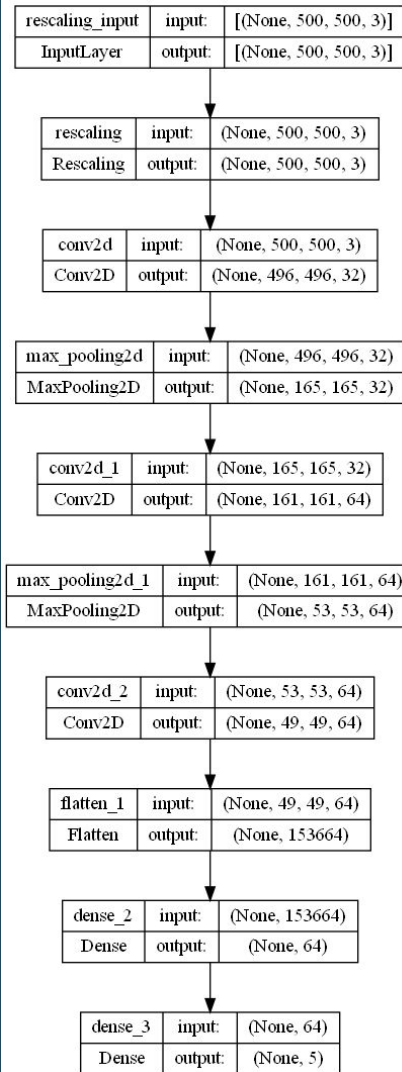 rescaling_input input: [(None, 500, 500, 3)]
InputLayer output: [(None, 500, 500, 3)]
rescaling input: (None, 500, 500, 3)
Rescaling output: (None, 500, 500, 3)
conv2d input: (None, 500, 500, 3)
Conv2D output: (None, 496, 496, 32)
max_pooling2d input: (None, 496, 496, 32)
MaxPooling2D output: (None, 165, 165, 32)
conv2d_1 input: (None, 165, 165, 32)
Conv2D output: (None, 161, 161, 64)
max_pooling2d_1 input: (None, 161, 161, 64)
MaxPooling2D output: (None, 53, 53, 64)
conv2d_2 input: (None, 53, 53, 64)
Conv2D output: (None, 49, 49, 64)
flatten_1 input: (None, 49, 49, 64)
Flatten output: (None, 153664)
dense_2 input: (None, 153664)
Dense output: (None, 64)
dense_3 input: (None, 64)
Dense output: (None, 5)